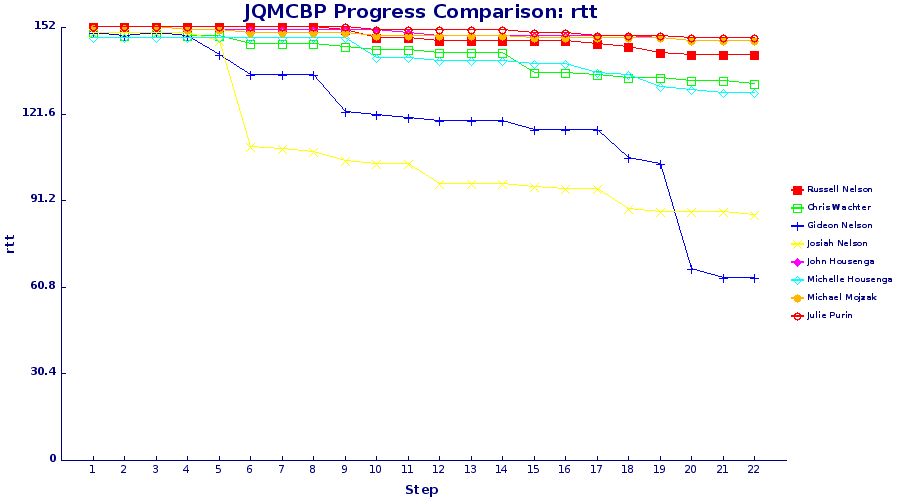 JQMCBP Progress Comparison: rtt
152
121.6
91.2
60.8
30.4
0
rtt
1 2 3 4 5 6 7 8 9 10 11 12 13 14 15 16 17 18 19 20 21 22
Step
Russell Nelson
Chris Wachter
Gideon Nelson
Josiah Nelson
John Housenga
Michelle Housenga
Michael Mojzak
Julie Purin